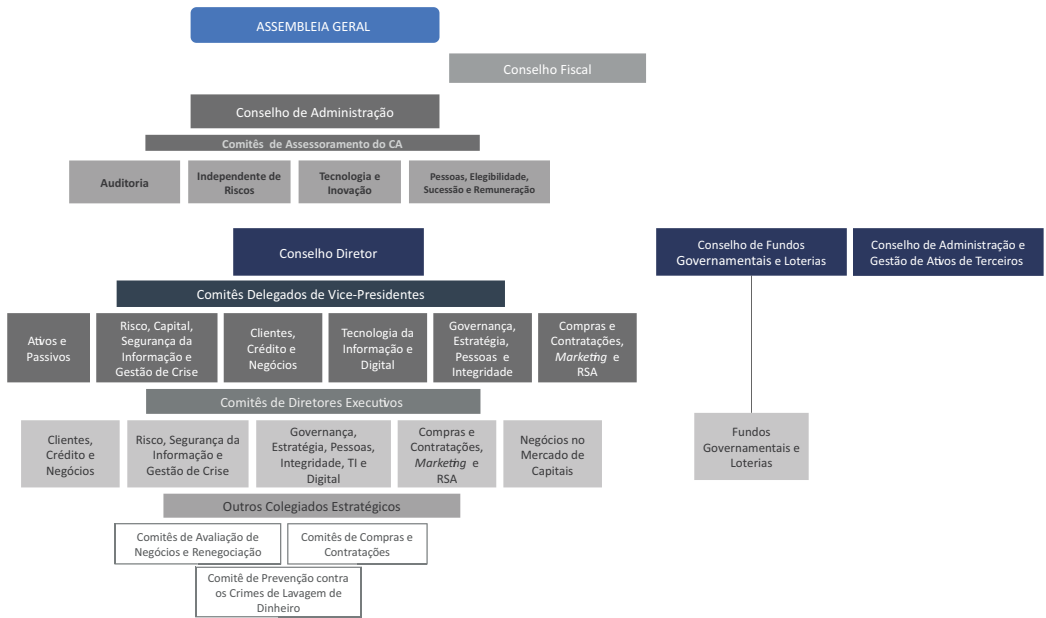 ASSEMBLEIA GERAL
Conselho Fiscal
Conselho de Administração
Comitês de Assessoramento do CA
Auditoria
Independente de
Riscos
Tecnologia e
Inovação
Pessoas, Elegibilidade,
Sucessão e Remuneração
Conselho Diretor
Conselho de Fundos
Governamentais e Loterias
Conselho de Administração e
Gestão de Ativos de Terceiros
Comitês Delegados de Vice-Presidentes
Ativos e
Passivos
Risco, Capital,
Segurança da
Informação e
Gestão de Crise
Clientes,
Crédito e
Negócios
Tecnologia da
Informação e
Digital
Governança,
Estratégia,
Pessoas e
Integridade
Compras e
Contratações,
Marketing e
RSA
Comitês de Diretores Executivos
Clientes,
Crédito e
Negócios
Risco, Segurança da
Informação e
Gestão de Crise
Governança,
Estratégia, Pessoas,
Integridade, TI e
Digital
Compras e
Contratações,
Marketing e
RSA
Negócios no
Mercado de
Capitais
Fundos
Governamentais e
Loterias
Outros Colegiados Estratégicos
Comitês de Avaliação de
Negócios e Renegociação
Comitês de Compras e
Contratações
Comitê de Prevenção contra
os Crimes de Lavagem de
Dinheiro